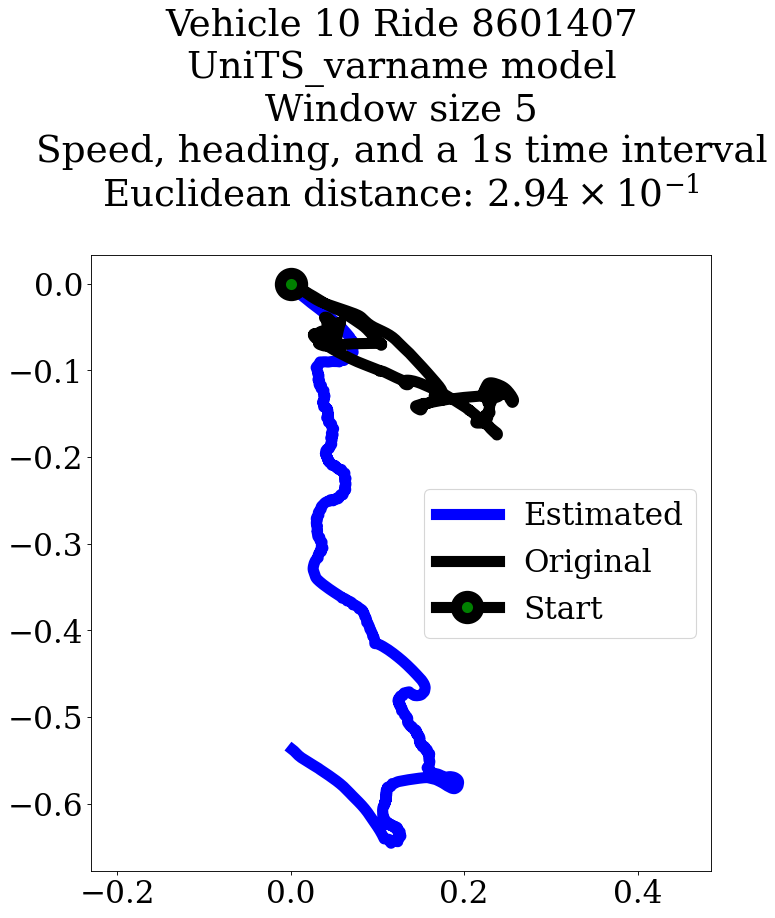 Vehicle 10 Ride 8601407
UniTS_varname model
Window size 5
Speed, heading, and a 1s time interval
Euclidean distance: 2.94 × 10⁻¹
0.0
−0.1
−0.2
−0.3
−0.4
−0.5
−0.6
Estimated
Original
Start
−0.2 0.0 0.2 0.4